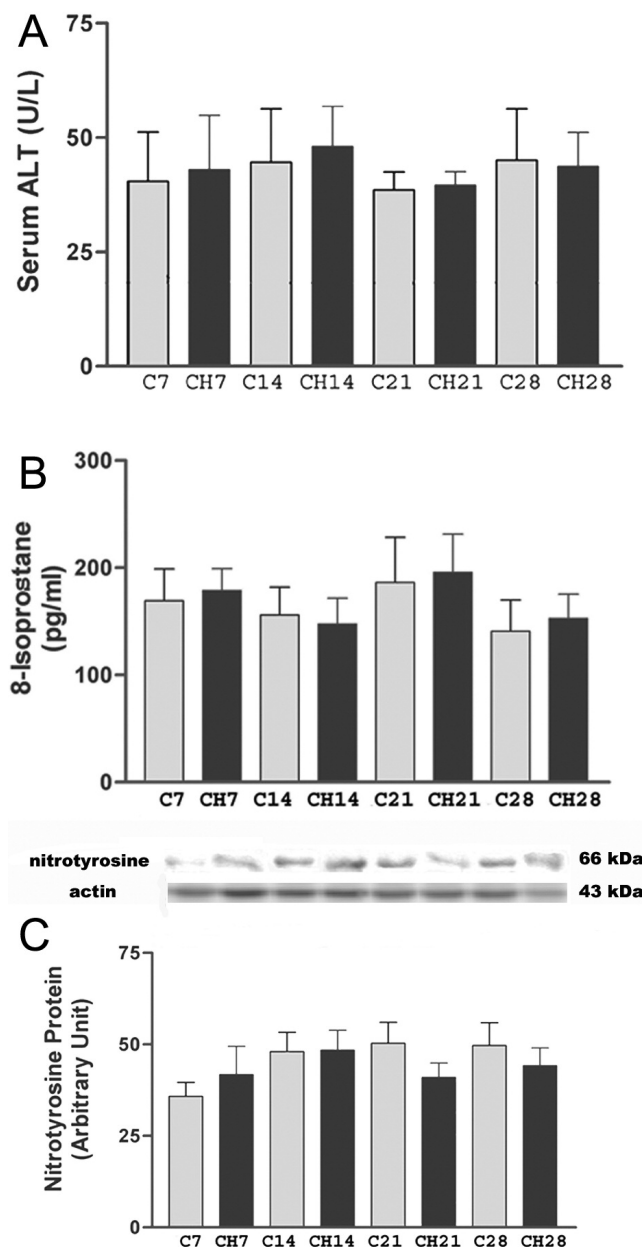 A
Serum ALT (U/L)
75
50
25
0
C7 CH7 C14 CH14 C21 CH21 C28 CH28
B
8-Isoprostane
(pg/ml)
300
200
100
0
C7 CH7 C14 CH14 C21 CH21 C28 CH28
nitrotyrosine 66 kDa
actin 43 kDa
C
Nitrotyrosine Protein
(Arbitrary Unit)
75
50
25
0
C7 CH7 C14 CH14 C21 CH21 C28 CH28